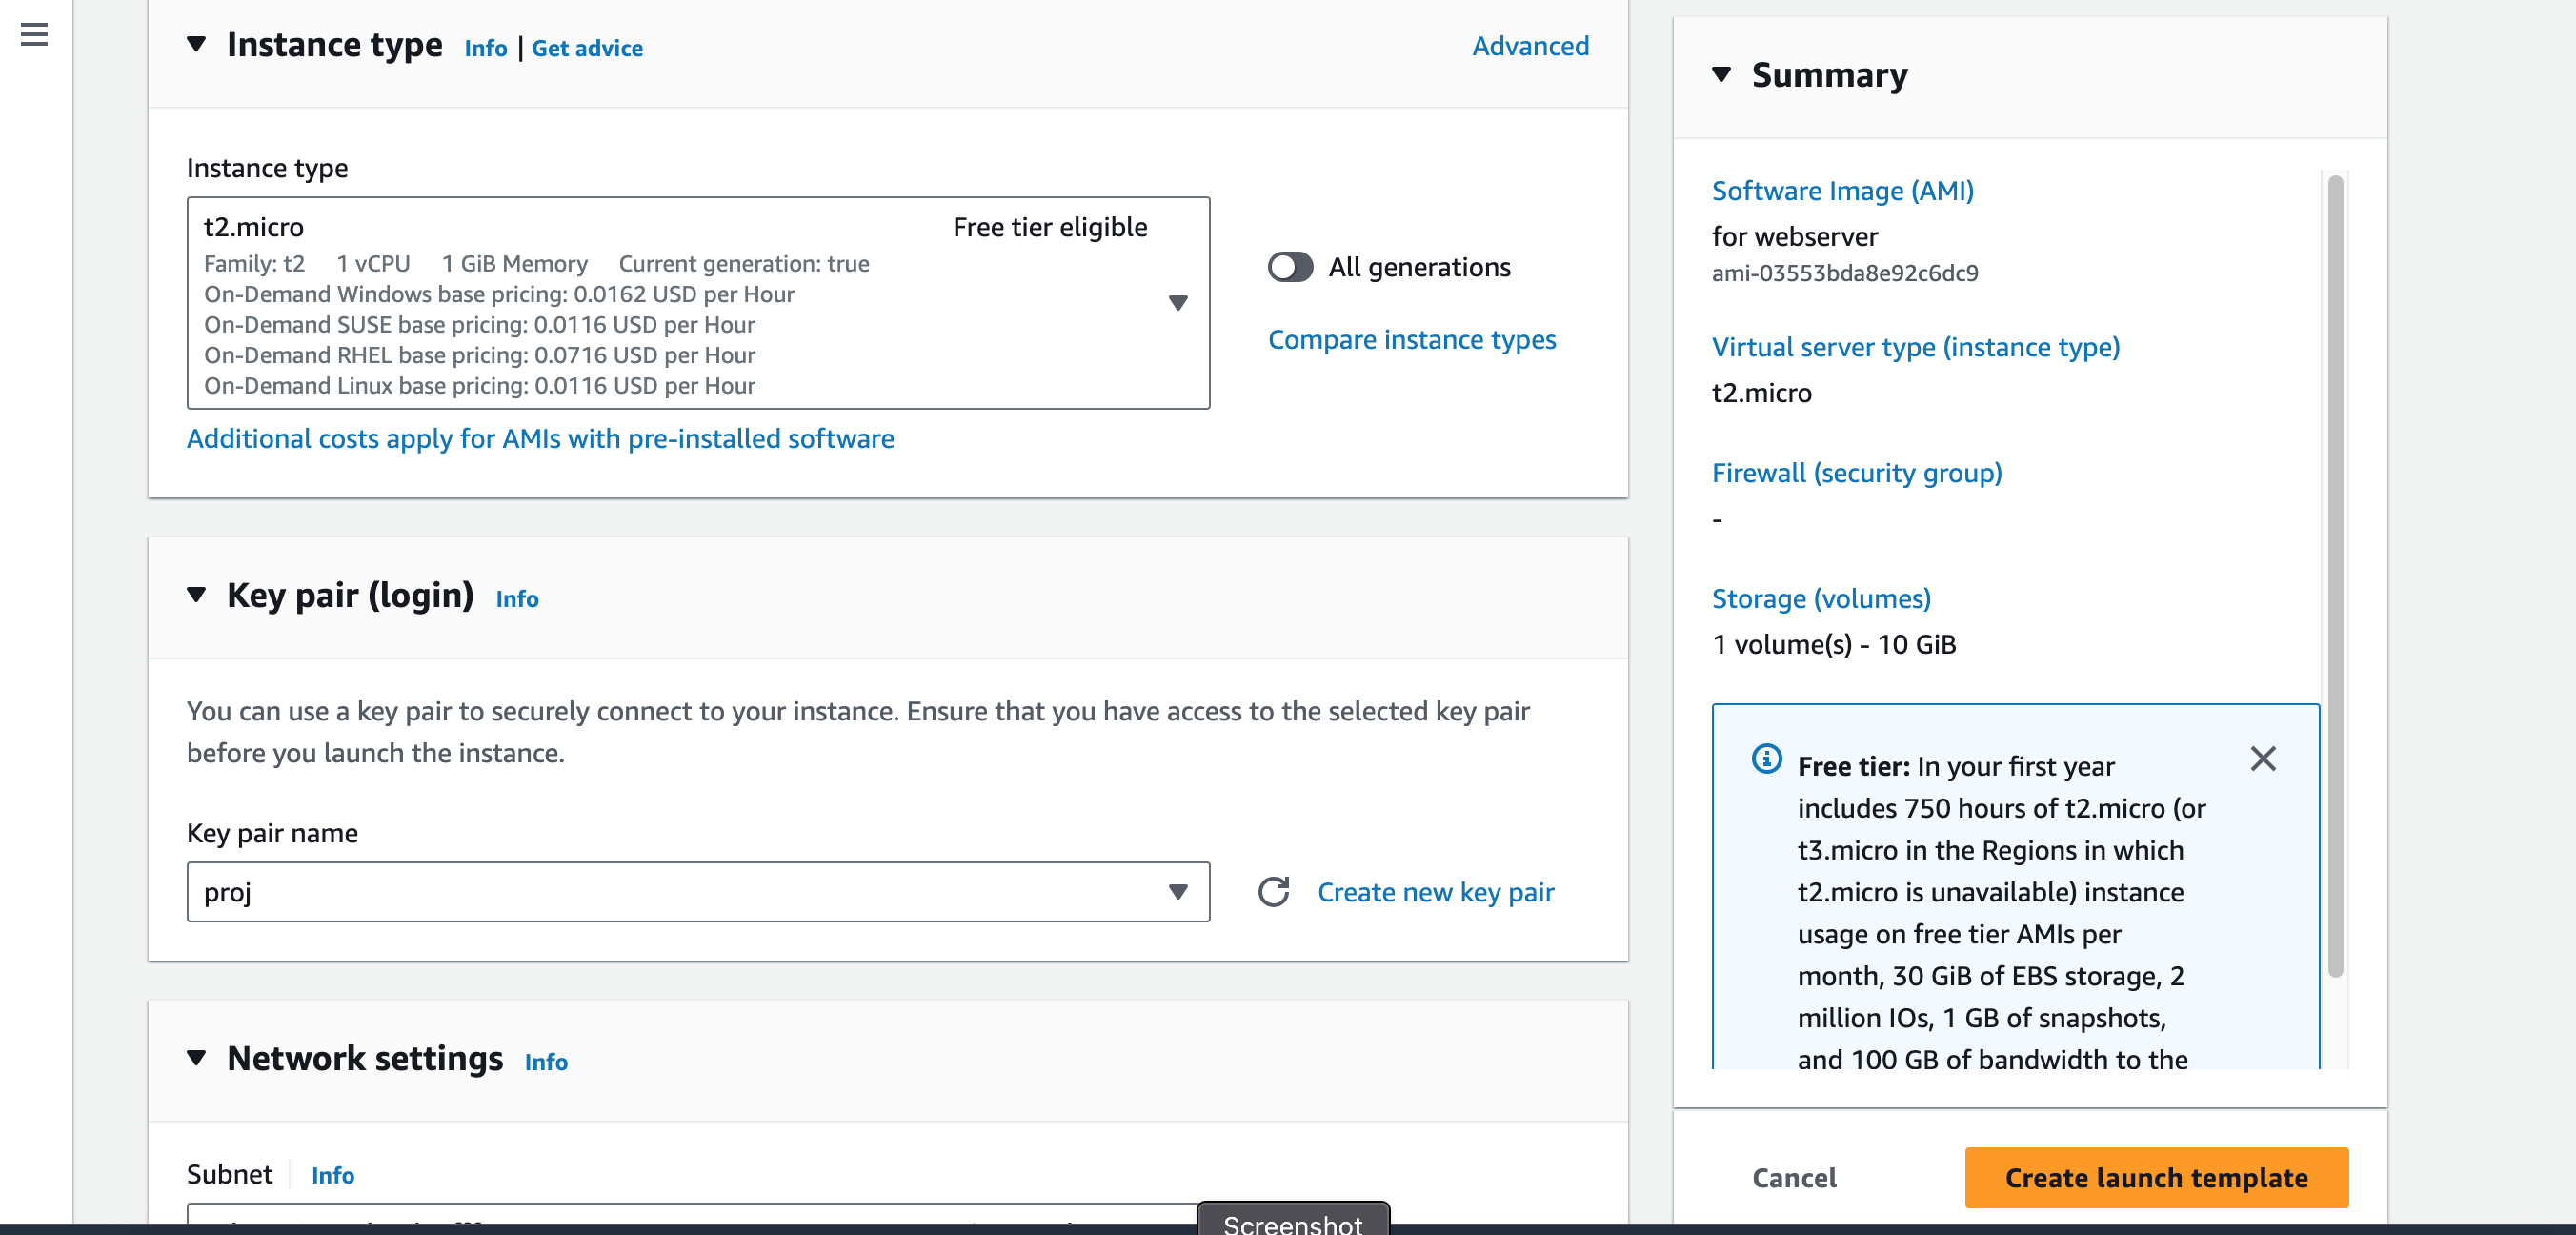 Instance type Info | Get advice
Advanced
Instance type
t2.micro
Free tier eligible
Family: t2 1 vCPU 1 GiB Memory Current generation: true
On-Demand Windows base pricing: 0.0162 USD per Hour
On-Demand SUSE base pricing: 0.0116 USD per Hour
On-Demand RHEL base pricing: 0.0716 USD per Hour
On-Demand Linux base pricing: 0.0116 USD per Hour
All generations
Compare instance types
Additional costs apply for AMIs with pre-installed software
Key pair (login) Info
You can use a key pair to securely connect to your instance. Ensure that you have access to the selected key pair
before you launch the instance.
Key pair name
proj
Create new key pair
Network settings Info
Subnet Info
Summary
Software Image (AMI)
for webserver
ami-03553bda8e92c6dc9
Virtual server type (instance type)
t2.micro
Firewall (security group)
-
Storage (volumes)
1 volume(s) - 10 GiB
Free tier: In your first year
includes 750 hours of t2.micro (or
t3.micro in the Regions in which
t2.micro is unavailable) instance
usage on free tier AMIs per
month, 30 GiB of EBS storage, 2
million IOs, 1 GB of snapshots,
and 100 GB of bandwidth to the
Cancel
Create launch template
Screenshot